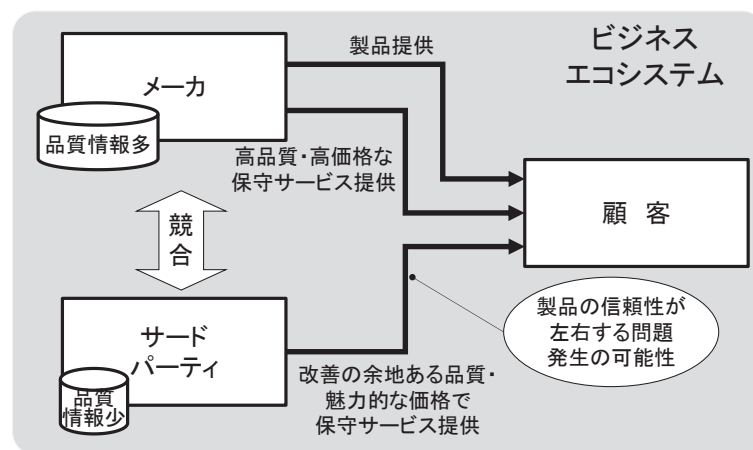 ビジネス
エコシステム
製品提供
メーカ
品質情報多
高品質・高価格な
保守サービス提供
顧 客
競
合
サード
パーティ
品質
情報少
製品の信頼性が
左右する問題
発生の可能性
改善の余地ある品質・
魅力的な価格で
保守サービス提供